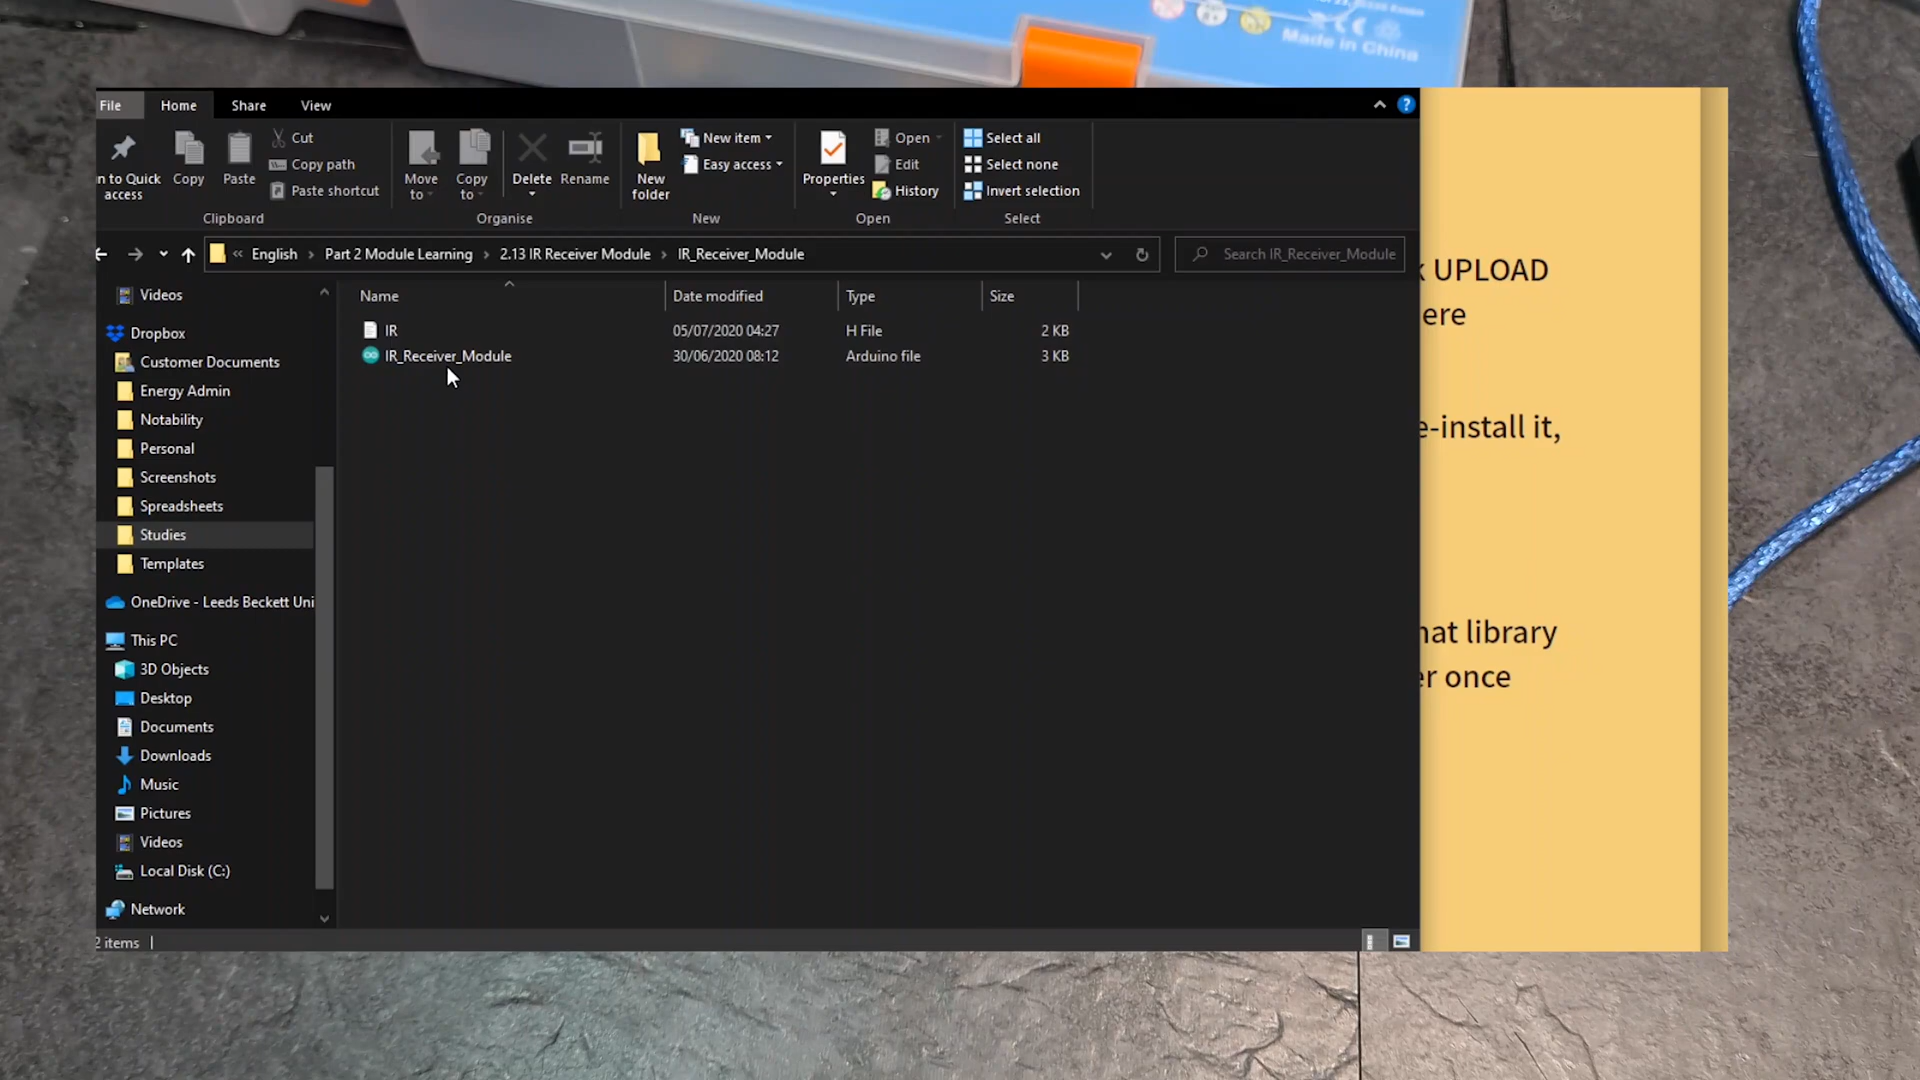 Made in China
File Home Share View
n to Quick access
Copy
Paste
Cut
Copy path
Paste shortcut
Clipboard
Move to
Copy to
Delete
Rename
Organise
New folder
New item
Easy access
New
Properties
Open
Edit
History
Open
Select all
Select none
Invert selection
Select
« English › Part 2 Module Learning › 2.13 IR Receiver Module › IR_Receiver_Module
Search IR_Receiver_Module
Videos
Dropbox
Customer Documents
Energy Admin
Notability
Personal
Screenshots
Spreadsheets
Studies
Templates
OneDrive - Leeds Beckett Uni
This PC
3D Objects
Desktop
Documents
Downloads
Music
Pictures
Videos
Local Disk (C:)
Network
Name Date modified Type Size
IR 05/07/2020 04:27 H File 2 KB
IR_Receiver_Module 30/06/2020 08:12 Arduino file 3 KB
2 items
UPLOAD
ere
e-install it,
hat library
er once